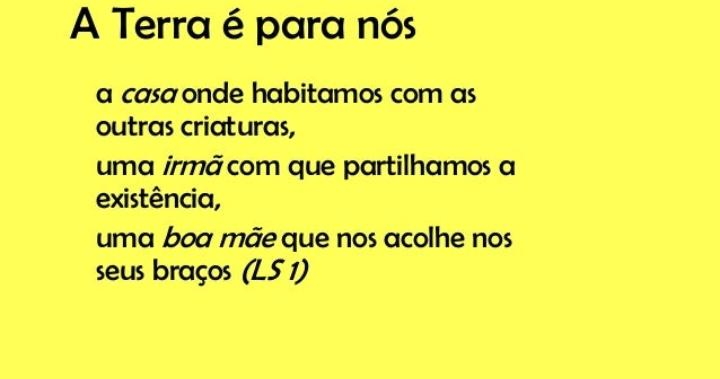 A Terra é para nós
a casa onde habitamos com as
outras criaturas,
uma irmã com que partilhamos a
existência,
uma boa mãe que nos acolhe nos
seus braços (LS 1)